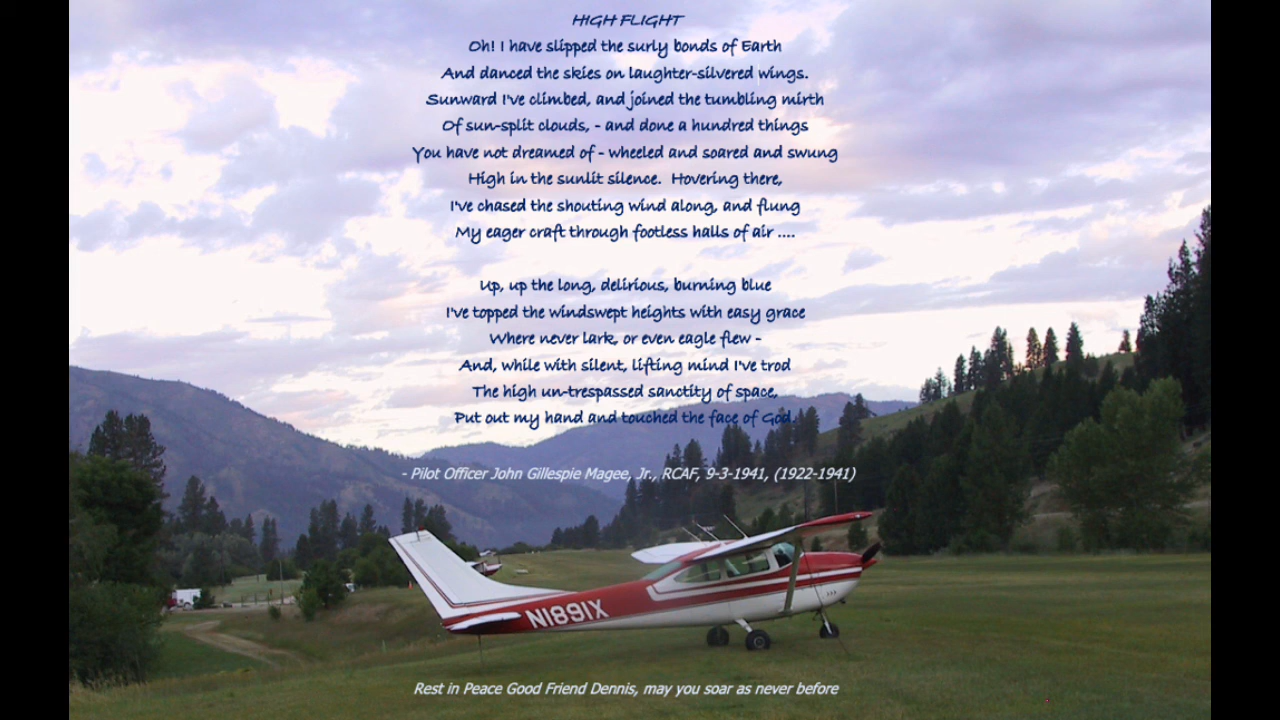 HIGH FLIGHT
Oh! I have slipped the surly bonds of Earth
And danced the skies on laughter-silvered wings.
Sunward I've climbed, and joined the tumbling mirth
Of sun-split clouds, - and done a hundred things
You have not dreamed of - wheeled and soared and swung
High in the sunlit silence. Hovering there,
I've chased the shouting wind along, and flung
My eager craft through footless halls of air ....
Up, up the long, delirious, burning blue
I've topped the windswept heights with easy grace
Where never lark, or even eagle flew -
And, while with silent, lifting mind I've trod
The high un-trespassed sanctity of space,
Put out my hand and touched the face of God.
- Pilot Officer John Gillespie Magee, Jr., RCAF, 9-3-1941, (1922-1941)
N1891X
Rest in Peace Good Friend Dennis, may you soar as never before